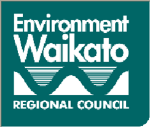 Environment
Waikato
REGIONAL COUNCIL